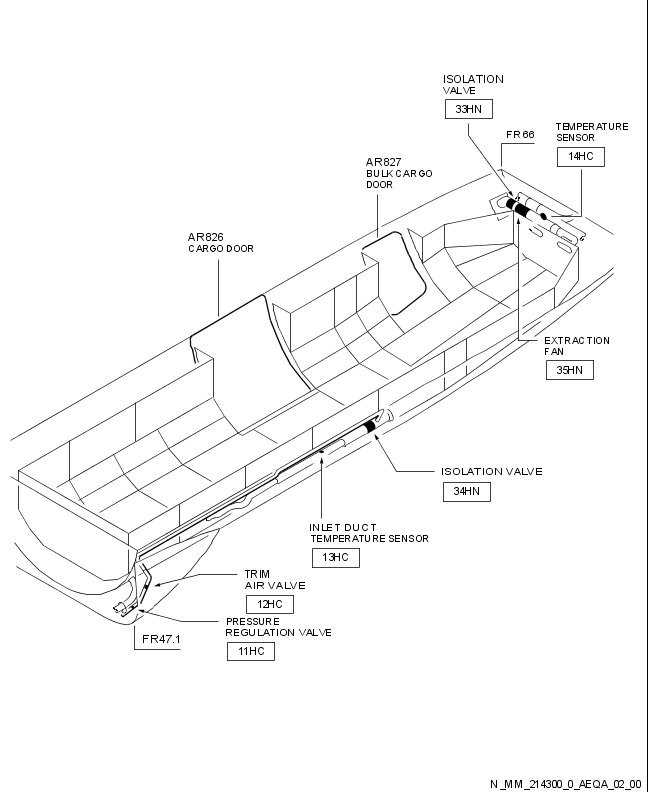 ISOLATION
VALVE
33HN
FR66
TEMPERATURE
SENSOR
14HC
AR827
BULK CARGO
DOOR
AR826
CARGO DOOR
EXTRACTION
FAN
35HN
ISOLATION VALVE
34HN
INLET DUCT
TEMPERATURE SENSOR
13HC
TRIM
AIR VALVE
12HC
PRESSURE
REGULATION VALVE
11HC
FR47.1
N_MM_214300_0_AEQA_02_00